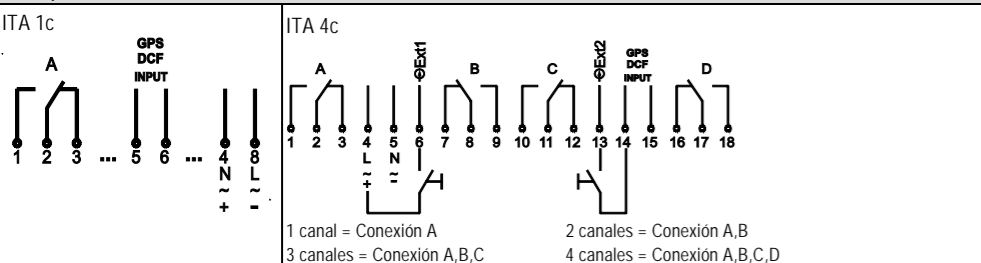 ITA 1c
GPS
DCF
INPUT
A
1 2 3 ... 5 6 ... 4 8
N L
~ ~
+ -
ITA 4c
A Ext1 B C Ext2 GPS DCF INPUT D
1 2 3 4 5 6 7 8 9 10 11 12 13 14 15 16 17 18
L N
~ ~
+ -
1 canal = Conexión A
2 canales = Conexión A,B
3 canales = Conexión A,B,C
4 canales = Conexión A,B,C,D